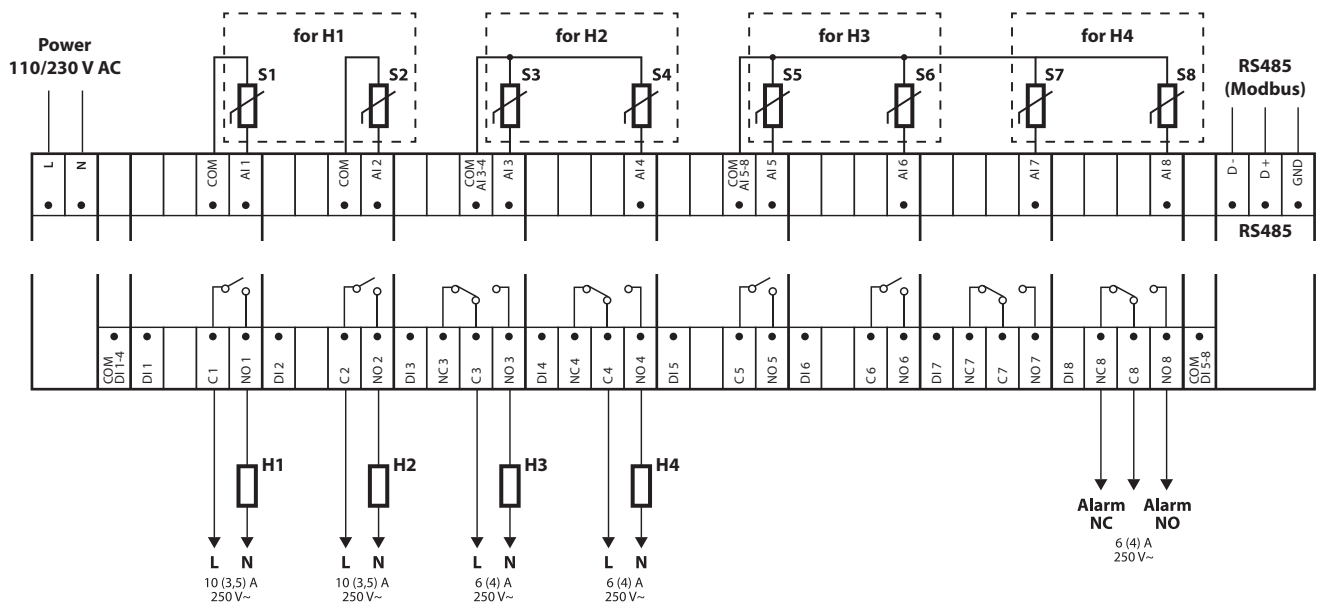 Power
110/230 V AC
for H1
for H2
for H3
for H4
S1
S2
S3
S4
S5
S6
S7
S8
RS485
(Modbus)
L
N
COM
AI 1
COM
AI 2
COM
AI 3-4
AI 3
AI 4
COM
AI 5-8
AI 5
AI 6
AI 7
AI 8
D -
D +
GND
RS485
COM
DI 1-4
DI 1
C 1
NO 1
DI 2
C 2
NO 2
DI 3
NC 3
C 3
NO 3
DI 4
NC 4
C 4
NO 4
DI 5
C 5
NO 5
DI 6
C 6
NO 6
DI 7
NC 7
C 7
NO 7
DI 8
NC 8
C 8
NO 8
COM
DI 5-8
H1
H2
H3
H4
L N
10 (3,5) A
250 V~
L N
10 (3,5) A
250 V~
L N
6 (4) A
250 V~
L N
6 (4) A
250 V~
Alarm
NC
Alarm
NO
6 (4) A
250 V~